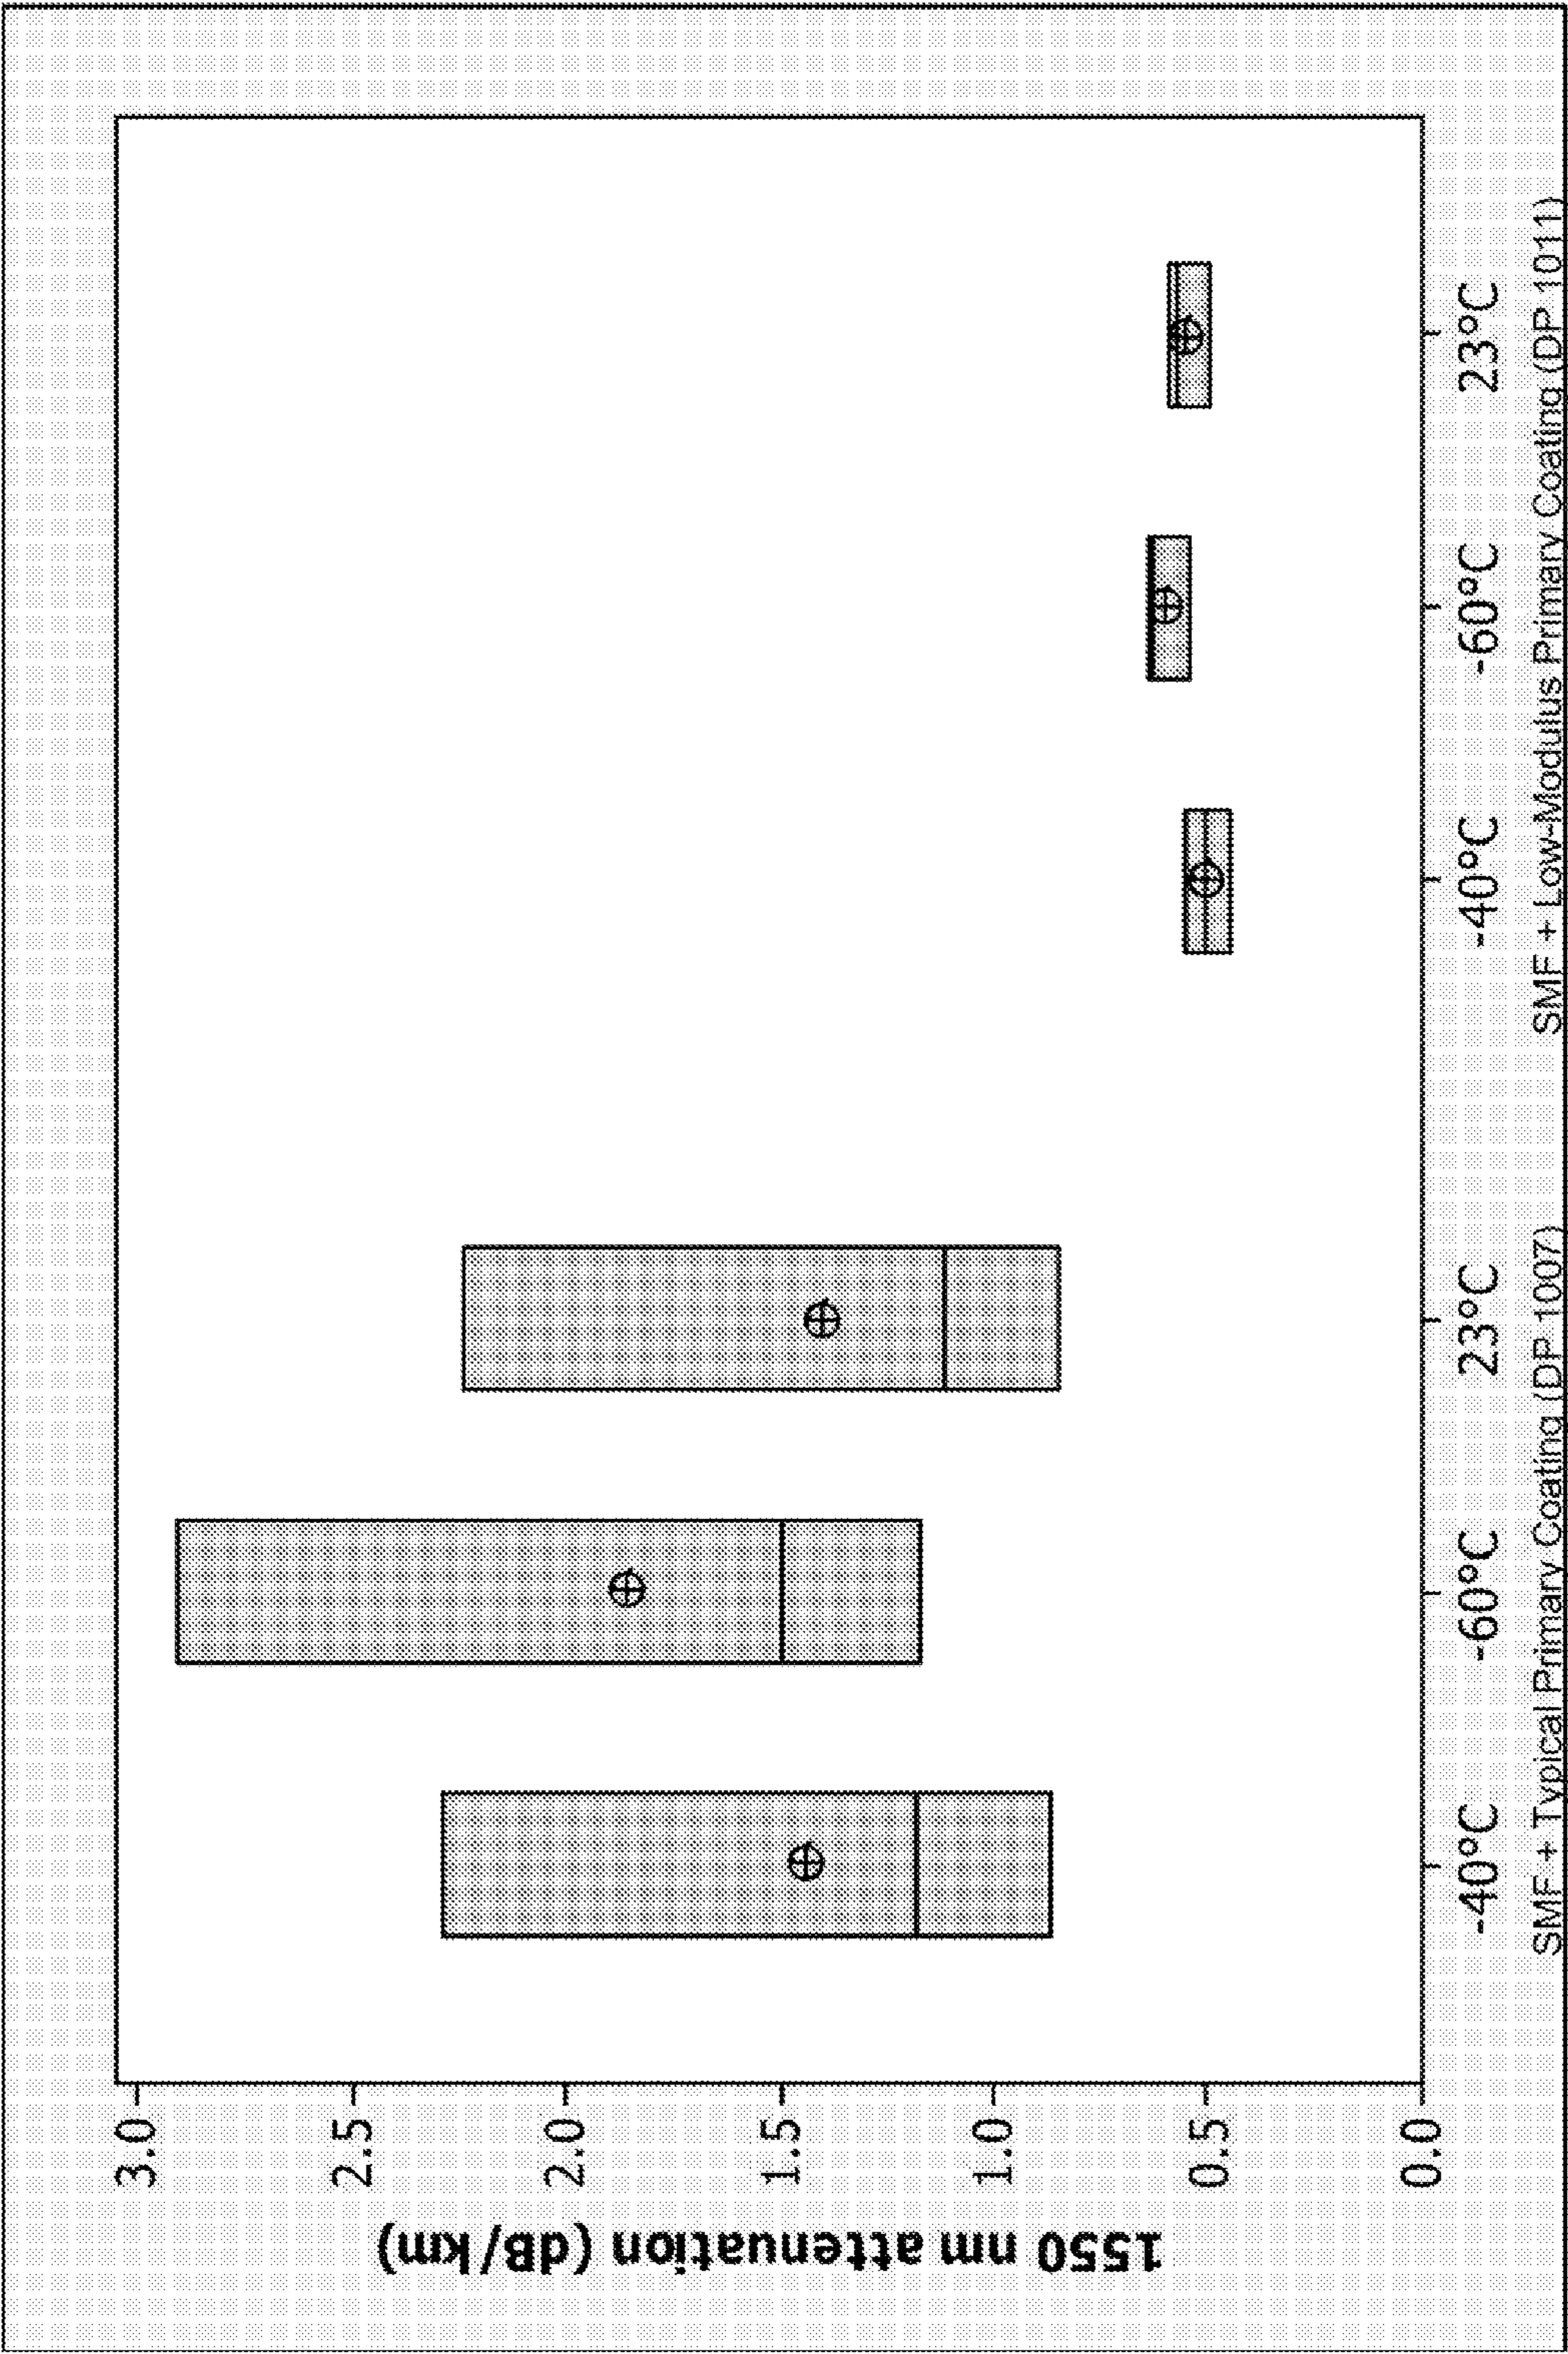 1550 nm attenuation (dB/km)
3.0
2.5
2.0
1.5
1.0
0.5
0.0
-40°C -60°C 23°C -40°C -60°C 23°C
SMF + Typical Primary Coating (DP 1007) SMF + Low-Modulus Primary Coating (DP 1011)